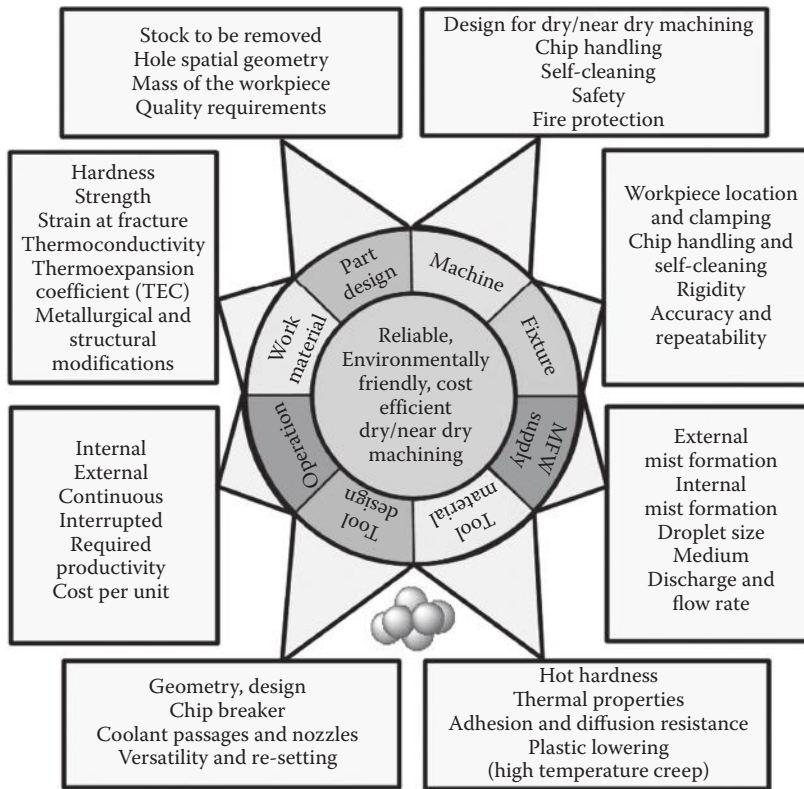 Stock to be removed
Hole spatial geometry
Mass of the workpiece
Quality requirements
Design for dry/near dry machining
Chip handling
Self-cleaning
Safety
Fire protection
Hardness
Strength
Strain at fracture
Thermoconductivity
Thermoexpansion
coefficient (TEC)
Metallurgical and
structural
modifications
Workpiece location
and clamping
Chip handling and
self-cleaning
Rigidity
Accuracy and
repeatability
Part
design
Machine
Work
material
Fixture
Reliable,
Environmentally
friendly, cost
efficient
dry/near dry
machining
Operation
MFW
supply
Tool
design
Tool
material
Internal
External
Continuous
Interrupted
Required
productivity
Cost per unit
External
mist formation
Internal
mist formation
Droplet size
Medium
Discharge and
flow rate
Geometry, design
Chip breaker
Coolant passages and nozzles
Versatility and re-setting
Hot hardness
Thermal properties
Adhesion and diffusion resistance
Plastic lowering
(high temperature creep)